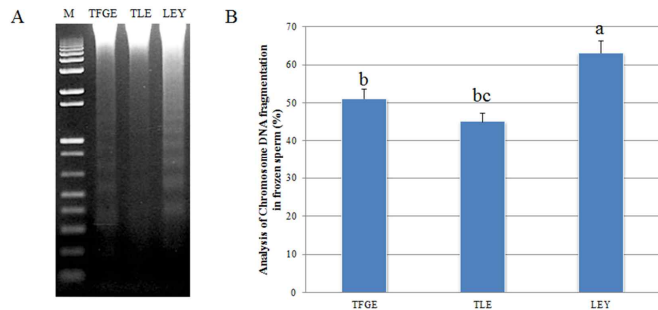 A
M TFGE TLE LEY
B
Analysis of Chromosome DNA fragmentation
in frozen sperm (%)
70
60
50
40
30
20
10
0
b
bc
a
TFGE TLE LEY